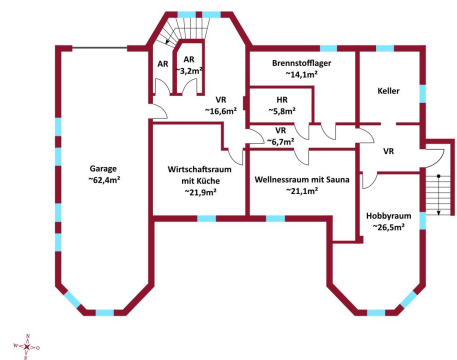 AR
~3,2m²
AR
Brennstofflager
~14,1m²
Keller
HR
~5,8m²
VR
~16,6m²
VR
~6,7m²
VR
Garage
~62,4m²
Wirtschaftsraum
mit Küche
~21,9m²
Wellnessraum mit Sauna
~21,1m²
Hobbyraum
~26,5m²
N
W
O
S